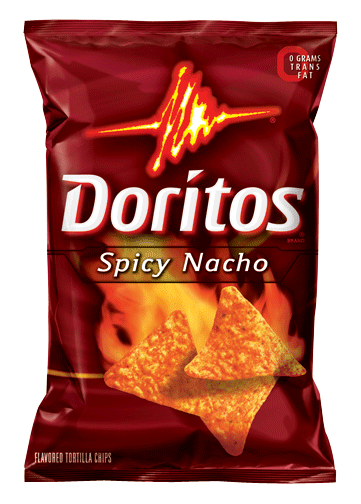 0 GRAMS
TRANS
FAT
Doritos
BRAND
Spicy Nacho
FLAVORED TORTILLA CHIPS